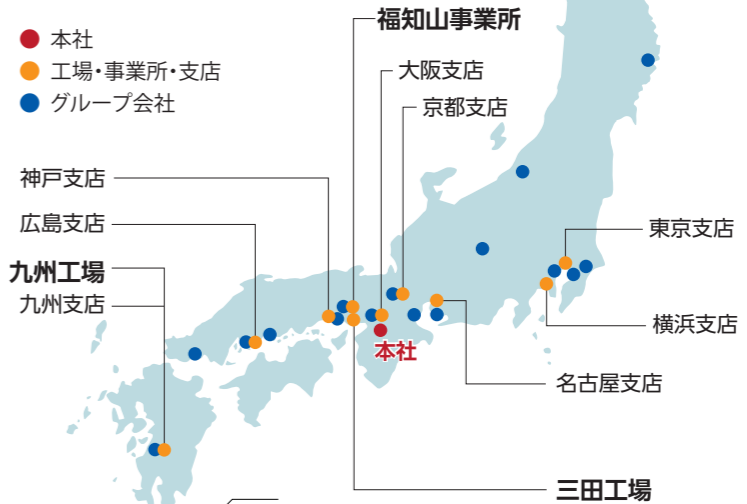 福知山事業所
本社
工場・事業所・支店
グループ会社
大阪支店
京都支店
神戸支店
広島支店
九州工場
九州支店
東京支店
横浜支店
本社
名古屋支店
三田工場